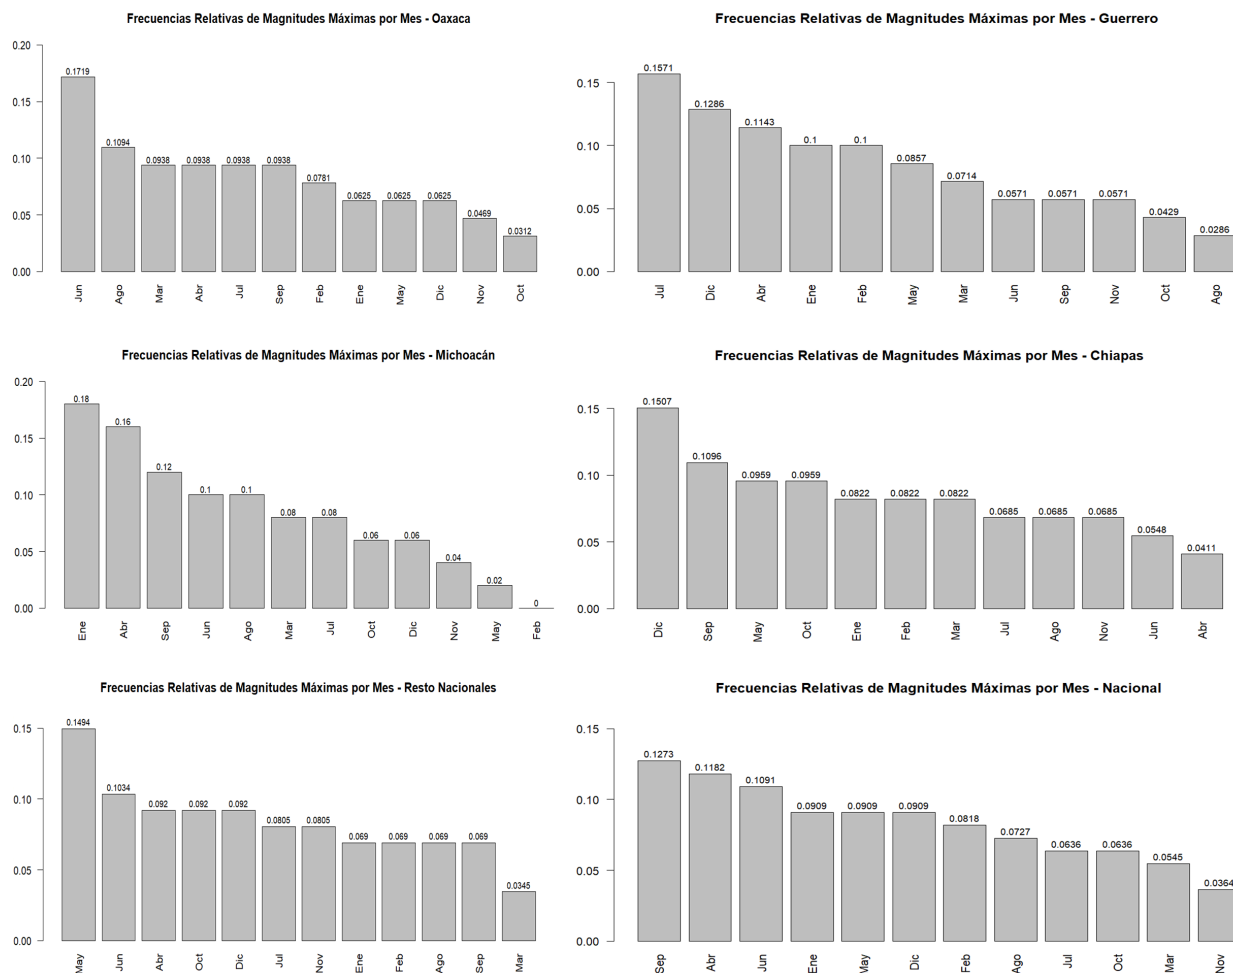 Frecuencias Relativas de Magnitudes Máximas por Mes - Oaxaca
0.20
0.15
0.10
0.05
0.00
0.1719
0.1094
0.0938
0.0938
0.0938
0.0938
0.0781
0.0625
0.0625
0.0625
0.0469
0.0312
Jun
Ago
Mar
Abr
Jul
Sep
Feb
Ene
May
Dic
Nov
Oct
Frecuencias Relativas de Magnitudes Máximas por Mes - Guerrero
0.15
0.10
0.05
0.00
0.1571
0.1286
0.1143
0.1
0.1
0.0857
0.0714
0.0571
0.0571
0.0571
0.0429
0.0286
Jul
Dic
Abr
Ene
Feb
May
Mar
Jun
Sep
Nov
Oct
Ago
Frecuencias Relativas de Magnitudes Máximas por Mes - Michoacán
0.20
0.15
0.10
0.05
0.00
0.18
0.16
0.12
0.1
0.1
0.08
0.08
0.06
0.06
0.04
0.02
0
Ene
Abr
Sep
Jun
Ago
Mar
Jul
Oct
Dic
Nov
May
Feb
Frecuencias Relativas de Magnitudes Máximas por Mes - Chiapas
0.15
0.10
0.05
0.00
0.1507
0.1096
0.0959
0.0959
0.0822
0.0822
0.0822
0.0685
0.0685
0.0685
0.0548
0.0411
Dic
Sep
May
Oct
Ene
Feb
Mar
Jul
Ago
Nov
Jun
Abr
Frecuencias Relativas de Magnitudes Máximas por Mes - Resto Nacionales
0.15
0.10
0.05
0.00
0.1494
0.1034
0.092
0.092
0.092
0.0805
0.0805
0.069
0.069
0.069
0.069
0.0345
May
Jun
Abr
Oct
Dic
Jul
Nov
Ene
Feb
Ago
Sep
Mar
Frecuencias Relativas de Magnitudes Máximas por Mes - Nacional
0.15
0.10
0.05
0.00
0.1273
0.1182
0.1091
0.0909
0.0909
0.0909
0.0818
0.0727
0.0636
0.0636
0.0545
0.0364
Sep
Abr
Jun
Ene
May
Dic
Feb
Ago
Jul
Oct
Mar
Nov